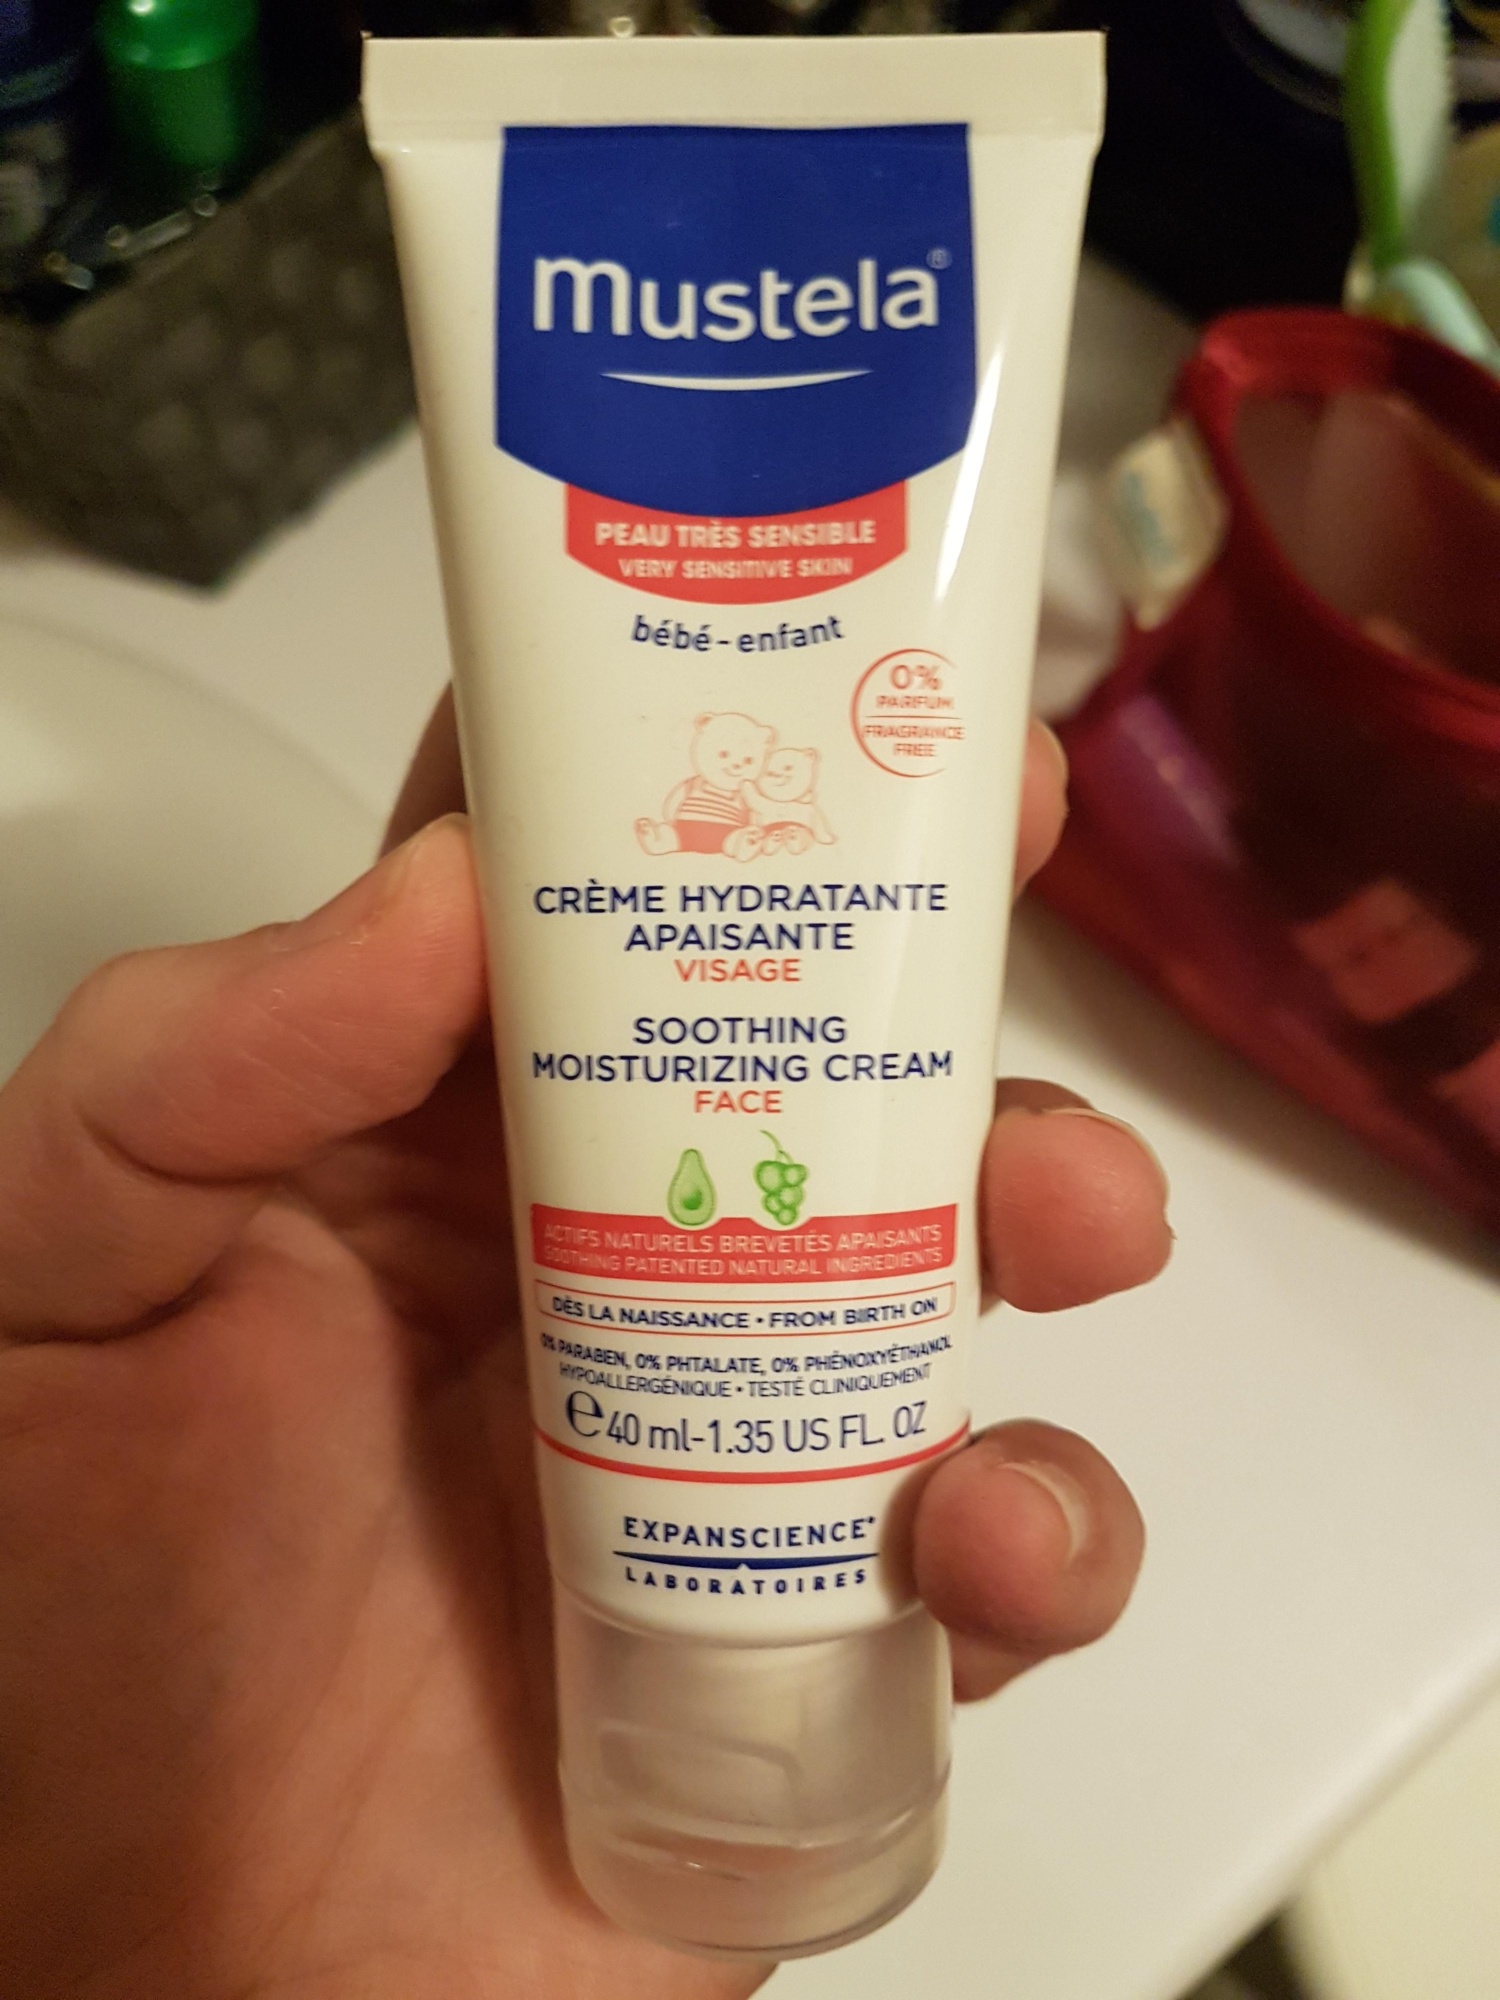 mustela®
PEAU TRÈS SENSIBLE
VERY SENSITIVE SKIN
bébé-enfant
0%
PARFUM
FRAGRANCE
FREE
CRÈME HYDRATANTE
APAISANTE
VISAGE
SOOTHING
MOISTURIZING CREAM
FACE
ACTIFS NATURELS BREVETÉS APAISANTS
SOOTHING PATENTED NATURAL INGREDIENTS
DÈS LA NAISSANCE • FROM BIRTH ON
0% PARABEN, 0% PHTALATE, 0% PHÉNOXYÉTHANOL
HYPOALLERGÉNIQUE • TESTÉ CLINIQUEMENT
℮ 40 ml-1.35 US FL. OZ
EXPANSCIENCE®
LABORATOIRES